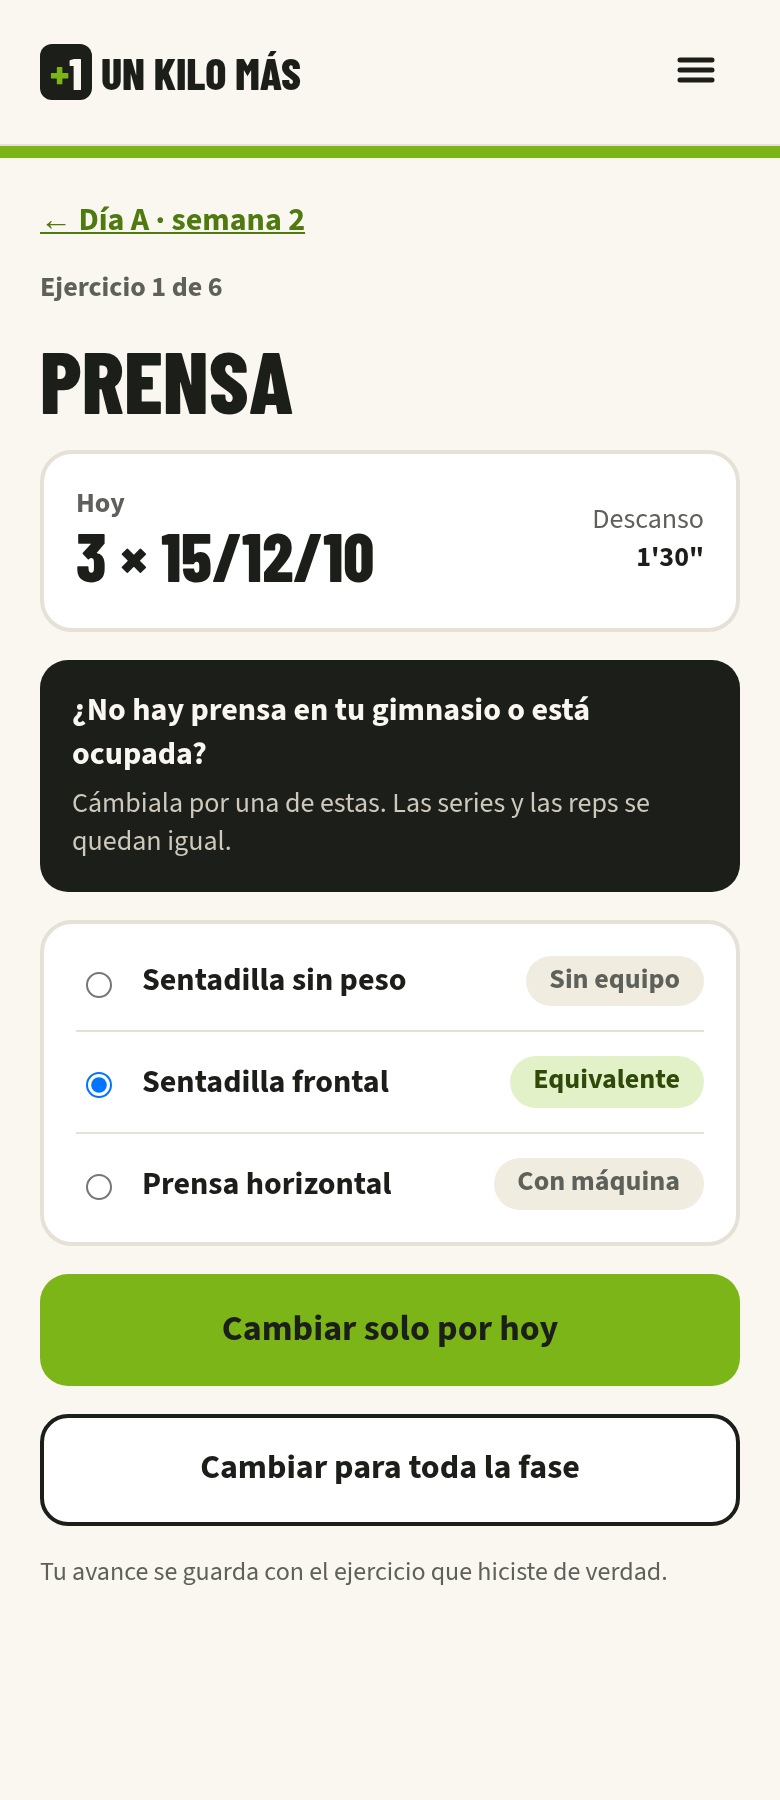 +1 UN KILO MÁS
← Día A · semana 2
Ejercicio 1 de 6
PRENSA
Hoy
3 × 15/12/10
Descanso
1'30"
¿No hay prensa en tu gimnasio o está
ocupada?
Cámbiala por una de estas. Las series y las reps se
quedan igual.
Sentadilla sin peso
Sin equipo
Sentadilla frontal
Equivalente
Prensa horizontal
Con máquina
Cambiar solo por hoy
Cambiar para toda la fase
Tu avance se guarda con el ejercicio que hiciste de verdad.